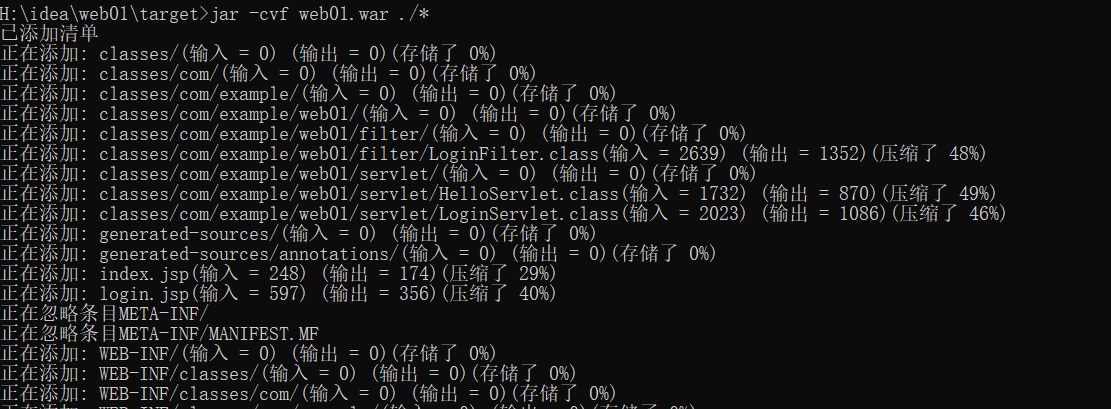 H:\idea\web01\target>jar -cvf web01.war ./*
已添加清单
正在添加: classes/(输入 = 0) (输出 = 0)(存储了 0%)
正在添加: classes/com/(输入 = 0) (输出 = 0)(存储了 0%)
正在添加: classes/com/example/(输入 = 0) (输出 = 0)(存储了 0%)
正在添加: classes/com/example/web01/(输入 = 0) (输出 = 0)(存储了 0%)
正在添加: classes/com/example/web01/filter/(输入 = 0) (输出 = 0)(存储了 0%)
正在添加: classes/com/example/web01/filter/LoginFilter.class(输入 = 2639) (输出 = 1352)(压缩了 48%)
正在添加: classes/com/example/web01/servlet/(输入 = 0) (输出 = 0)(存储了 0%)
正在添加: classes/com/example/web01/servlet/HelloServlet.class(输入 = 1732) (输出 = 870)(压缩了 49%)
正在添加: classes/com/example/web01/servlet/LoginServlet.class(输入 = 2023) (输出 = 1086)(压缩了 46%)
正在添加: generated-sources/(输入 = 0) (输出 = 0)(存储了 0%)
正在添加: generated-sources/annotations/(输入 = 0) (输出 = 0)(存储了 0%)
正在添加: index.jsp(输入 = 248) (输出 = 174)(压缩了 29%)
正在添加: login.jsp(输入 = 597) (输出 = 356)(压缩了 40%)
正在忽略条目META-INF/
正在忽略条目META-INF/MANIFEST.MF
正在添加: WEB-INF/(输入 = 0) (输出 = 0)(存储了 0%)
正在添加: WEB-INF/classes/(输入 = 0) (输出 = 0)(存储了 0%)
正在添加: WEB-INF/classes/com/(输入 = 0) (输出 = 0)(存储了 0%)